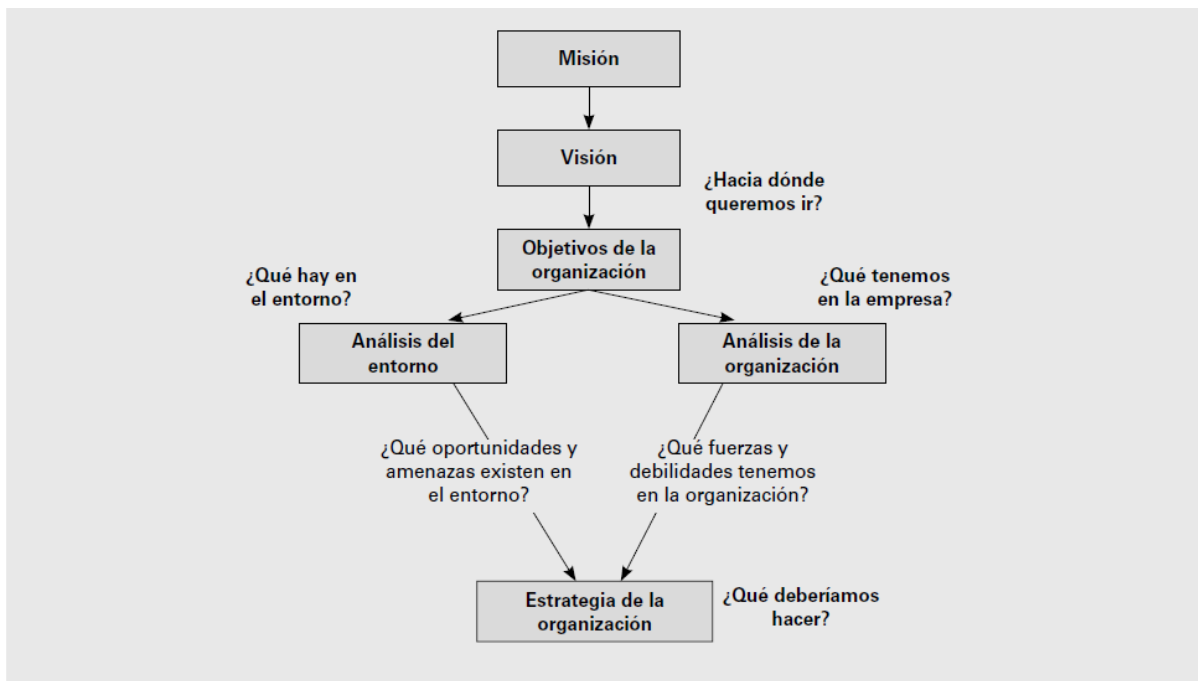 Misión
Visión
¿Hacia dónde
queremos ir?
Objetivos de la
organización
¿Qué hay en
el entorno?
¿Qué tenemos
en la empresa?
Análisis del
entorno
Análisis de la
organización
¿Qué oportunidades y
amenazas existen en
el entorno?
¿Qué fuerzas y
debilidades tenemos
en la organización?
Estrategia de la
organización
¿Qué deberíamos
hacer?